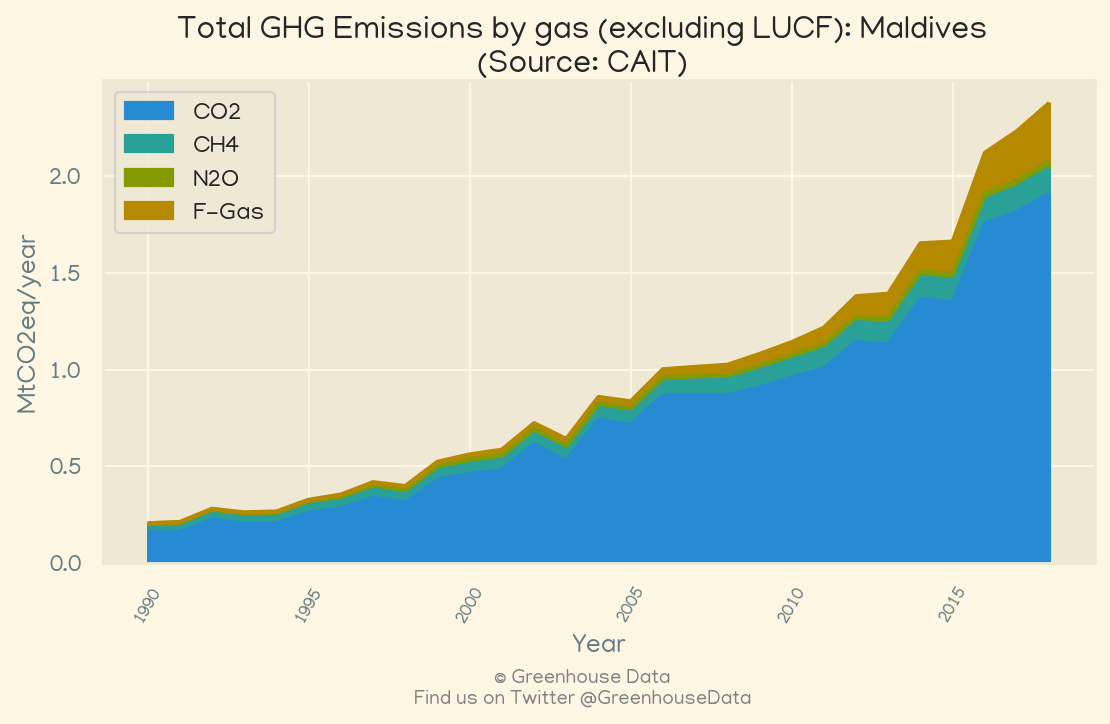 Total GHG Emissions by gas (excluding LUCF): Maldives
(Source: CAIT)
CO2
CH4
N2O
F-Gas
MtCO2eq/year
2.0
1.5
1.0
0.5
0.0
1990
1995
2000
2005
2010
2015
Year
© Greenhouse Data
Find us on Twitter @GreenhouseData